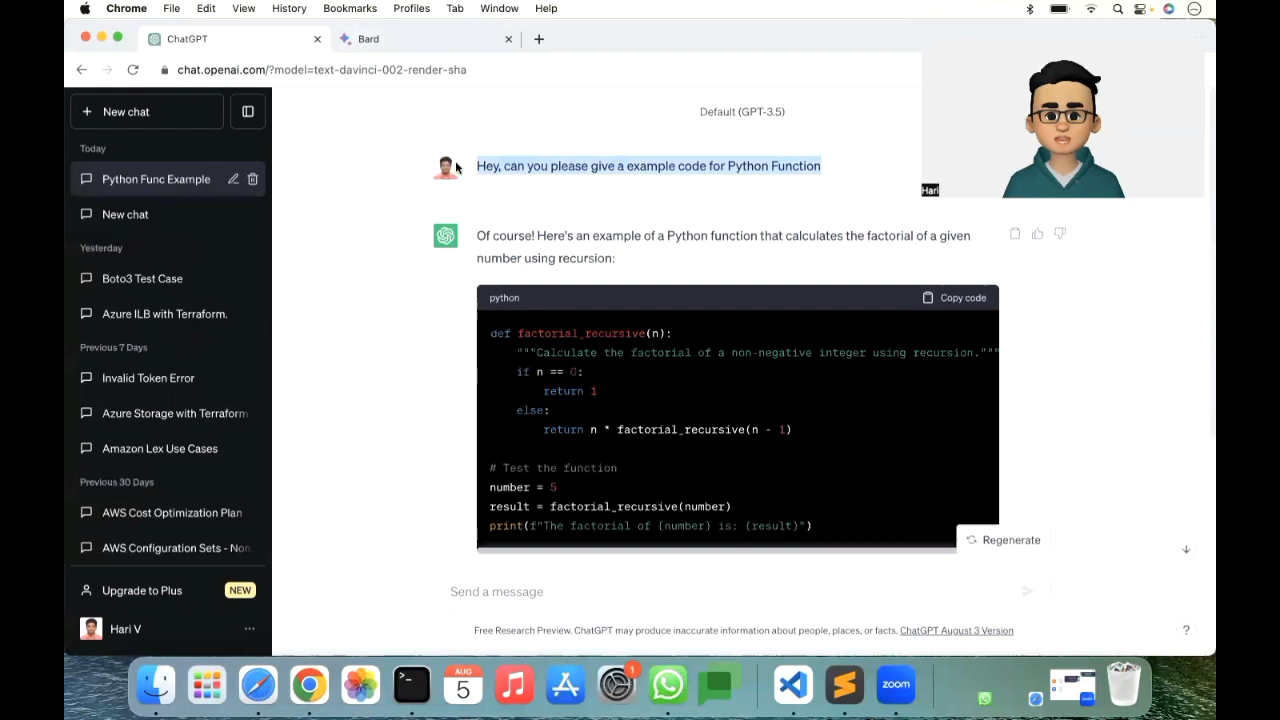 Chrome File Edit View History Bookmarks Profiles Tab Window Help
ChatGPT
Bard
chat.openai.com/?model=text-davinci-002-render-sha
New chat
Today
Python Func Example
New chat
Yesterday
Boto3 Test Case
Azure ILB with Terraform.
Previous 7 Days
Invalid Token Error
Azure Storage with Terraform
Amazon Lex Use Cases
Previous 30 Days
AWS Cost Optimization Plan
AWS Configuration Sets - Non
Upgrade to Plus NEW
Hari V
Default (GPT-3.5)
Hari
Hey, can you please give a example code for Python Function
Of course! Here's an example of a Python function that calculates the factorial of a given
number using recursion:
python Copy code
def factorial_recursive(n):
"""Calculate the factorial of a non-negative integer using recursion."""
if n == 0:
return 1
else:
return n * factorial_recursive(n - 1)
# Test the function
number = 5
result = factorial_recursive(number)
print(f"The factorial of {number} is: {result}")
Regenerate
Send a message
Free Research Preview. ChatGPT may produce inaccurate information about people, places, or facts. ChatGPT August 3 Version
?
AUG
5
1
zoom